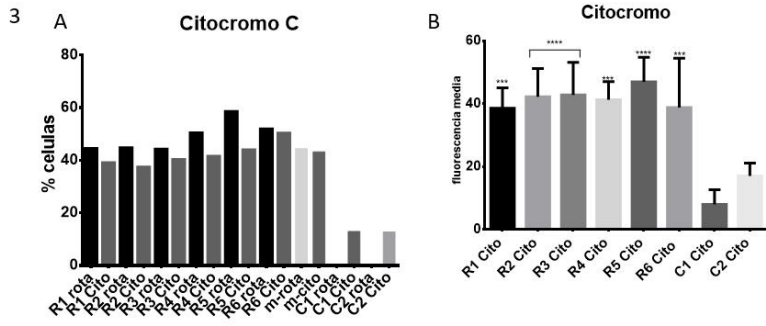 3
A
Citocromo C
% celulas
80
60
40
20
0
R1 rota
R1 Cito
R2 rota
R2 Cito
R3 rota
R3 Cito
R4 rota
R4 Cito
R5 rota
R5 Cito
R6 rota
R6 Cito
m-rota
m-cito
C1 rota
C1 Cito
C2 rota
C2 Cito
B
Citocromo
fluorescencia media
60
40
20
0
***
****
***
****
***
R1 Cito
R2 Cito
R3 Cito
R4 Cito
R5 Cito
R6 Cito
C1 Cito
C2 Cito